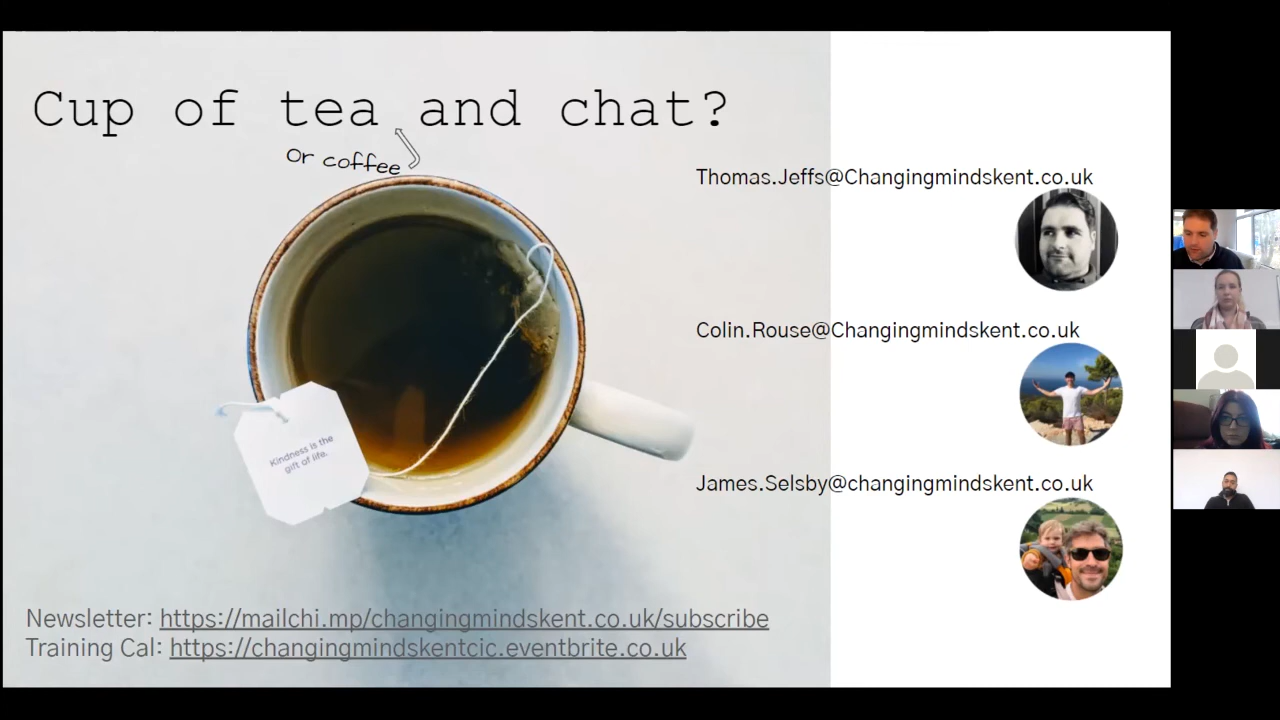 Cup of tea and chat?
Or coffee
Thomas.Jeffs@Changingmindskent.co.uk
Colin.Rouse@Changingmindskent.co.uk
Kindness is the
gift of life.
James.Selsby@changingmindskent.co.uk
Newsletter: https://mailchi.mp/changingmindskent.co.uk/subscribe
Training Cal: https://changingmindskentcic.eventbrite.co.uk